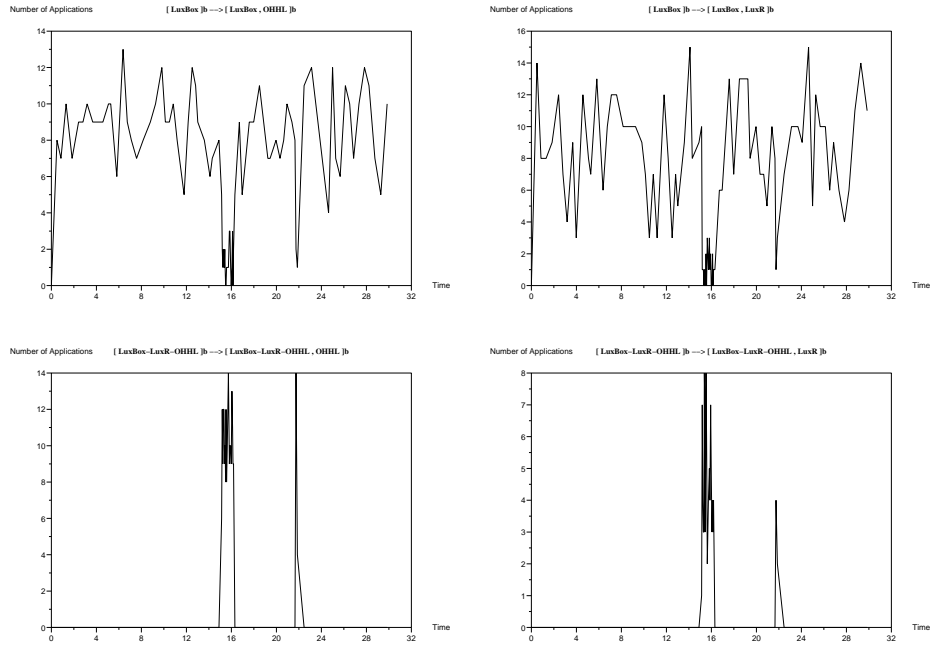 Number of Applications [ LuxBox ]b −−> [ LuxBox , OHHL ]b
14
12
10
8
6
4
2
0
0 4 8 12 16 20 24 28 32
Time
Number of Applications [ LuxBox ]b −−> [ LuxBox , LuxR ]b
16
14
12
10
8
6
4
2
0
0 4 8 12 16 20 24 28 32
Time
Number of Applications [ LuxBox−LuxR−OHHL ]b −−> [ LuxBox−LuxR−OHHL , OHHL ]b
14
12
10
8
6
4
2
0
0 4 8 12 16 20 24 28 32
Time
Number of Applications [ LuxBox−LuxR−OHHL ]b −−> [ LuxBox−LuxR−OHHL , LuxR ]b
8
7
6
5
4
3
2
1
0
0 4 8 12 16 20 24 28 32
Time